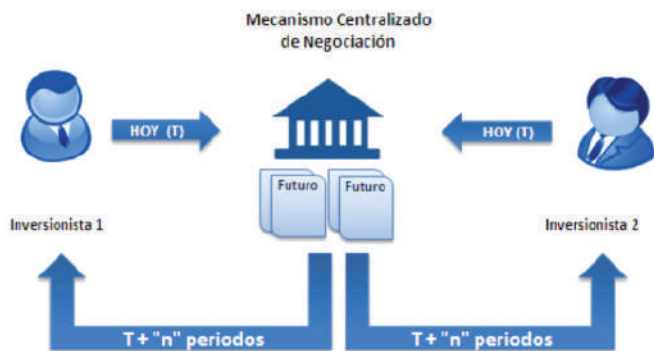 Mecanismo Centralizado
de Negociación
HOY (T)
HOY (T)
Futuro
Futuro
Inversionista 1
Inversionista 2
T+ "n" periodos
T+ "n" periodos